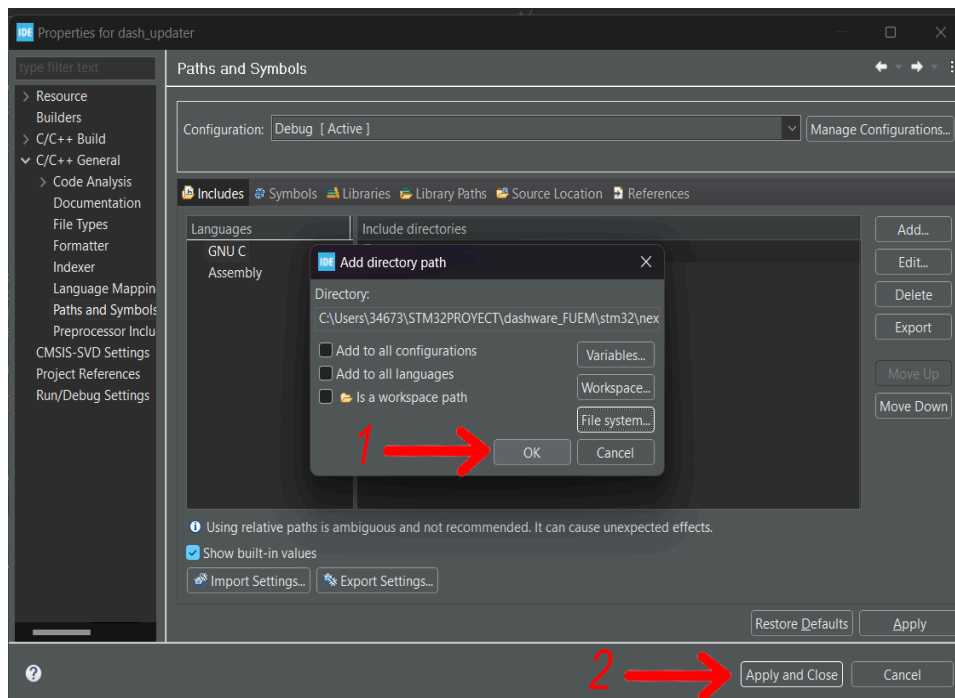 IDE Properties for dash_updater
type filter text
Resource
Builders
C/C++ Build
C/C++ General
Code Analysis
Documentation
File Types
Formatter
Indexer
Language Mappin
Paths and Symbols
Preprocessor Inclu
CMSIS-SVD Settings
Project References
Run/Debug Settings
Paths and Symbols
Configuration: Debug [ Active ]
Manage Configurations...
Includes Symbols Libraries Library Paths Source Location References
Languages
GNU C
Assembly
Include directories
Add...
Edit...
Delete
Export
Move Up
Move Down
IDE Add directory path
Directory:
C:\Users\34673\STM32PROYECT\dashware_FUEM\stm32\nex
Add to all configurations
Add to all languages
Is a workspace path
Variables...
Workspace...
File system...
1
OK
Cancel
Using relative paths is ambiguous and not recommended. It can cause unexpected effects.
Show built-in values
Import Settings... Export Settings...
Restore Defaults Apply
2
Apply and Close Cancel